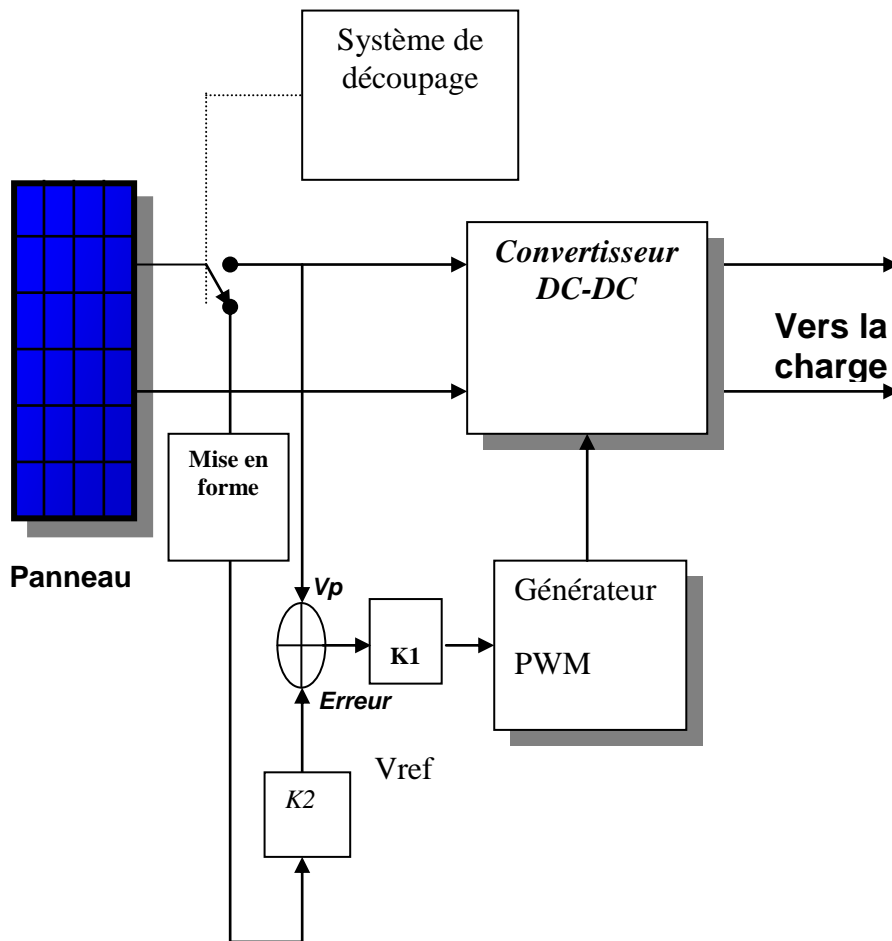 Système de
découpage
Convertisseur
DC-DC
Vers la
charge
Mise en
forme
Panneau
Vp
Générateur
K1
PWM
Erreur
Vref
K2